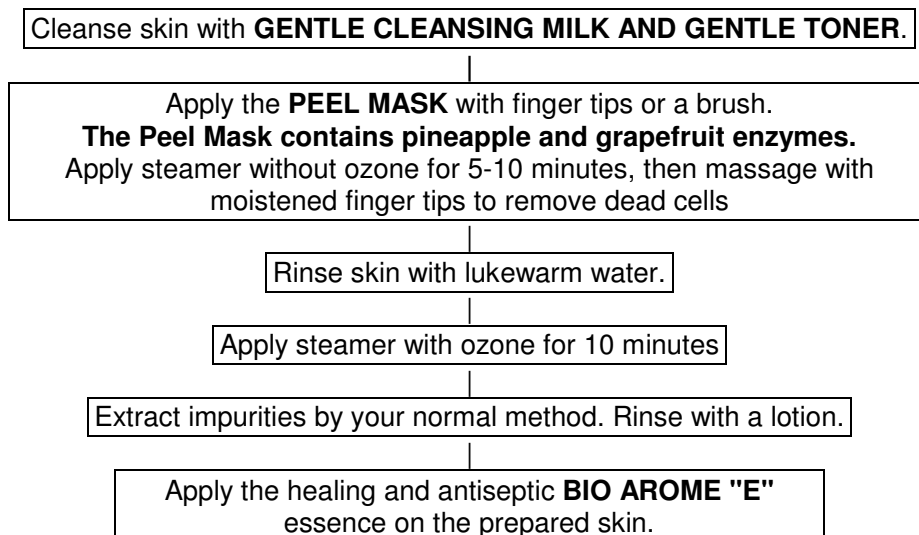 Cleanse skin with GENTLE CLEANSING MILK AND GENTLE TONER.
Apply the PEEL MASK with finger tips or a brush.
The Peel Mask contains pineapple and grapefruit enzymes.
Apply steamer without ozone for 5-10 minutes, then massage with
moistened finger tips to remove dead cells
Rinse skin with lukewarm water.
Apply steamer with ozone for 10 minutes
Extract impurities by your normal method. Rinse with a lotion.
Apply the healing and antiseptic BIO AROME "E"
essence on the prepared skin.